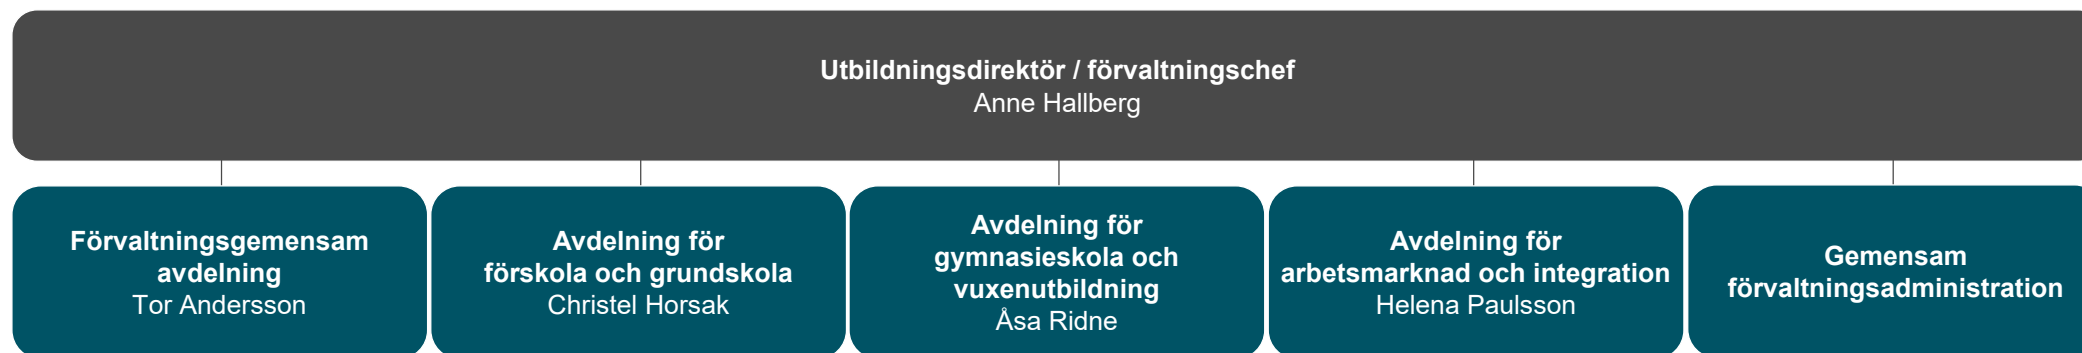 Utbildningsdirektör / förvaltningschef
Anne Hallberg
Förvaltningsgemensam
avdelning
Tor Andersson
Avdelning för
förskola och grundskola
Christel Horsak
Avdelning för
gymnasieskola och
vuxenutbildning
Åsa Ridne
Avdelning för
arbetsmarknad och integration
Helena Paulsson
Gemensam
förvaltningsadministration